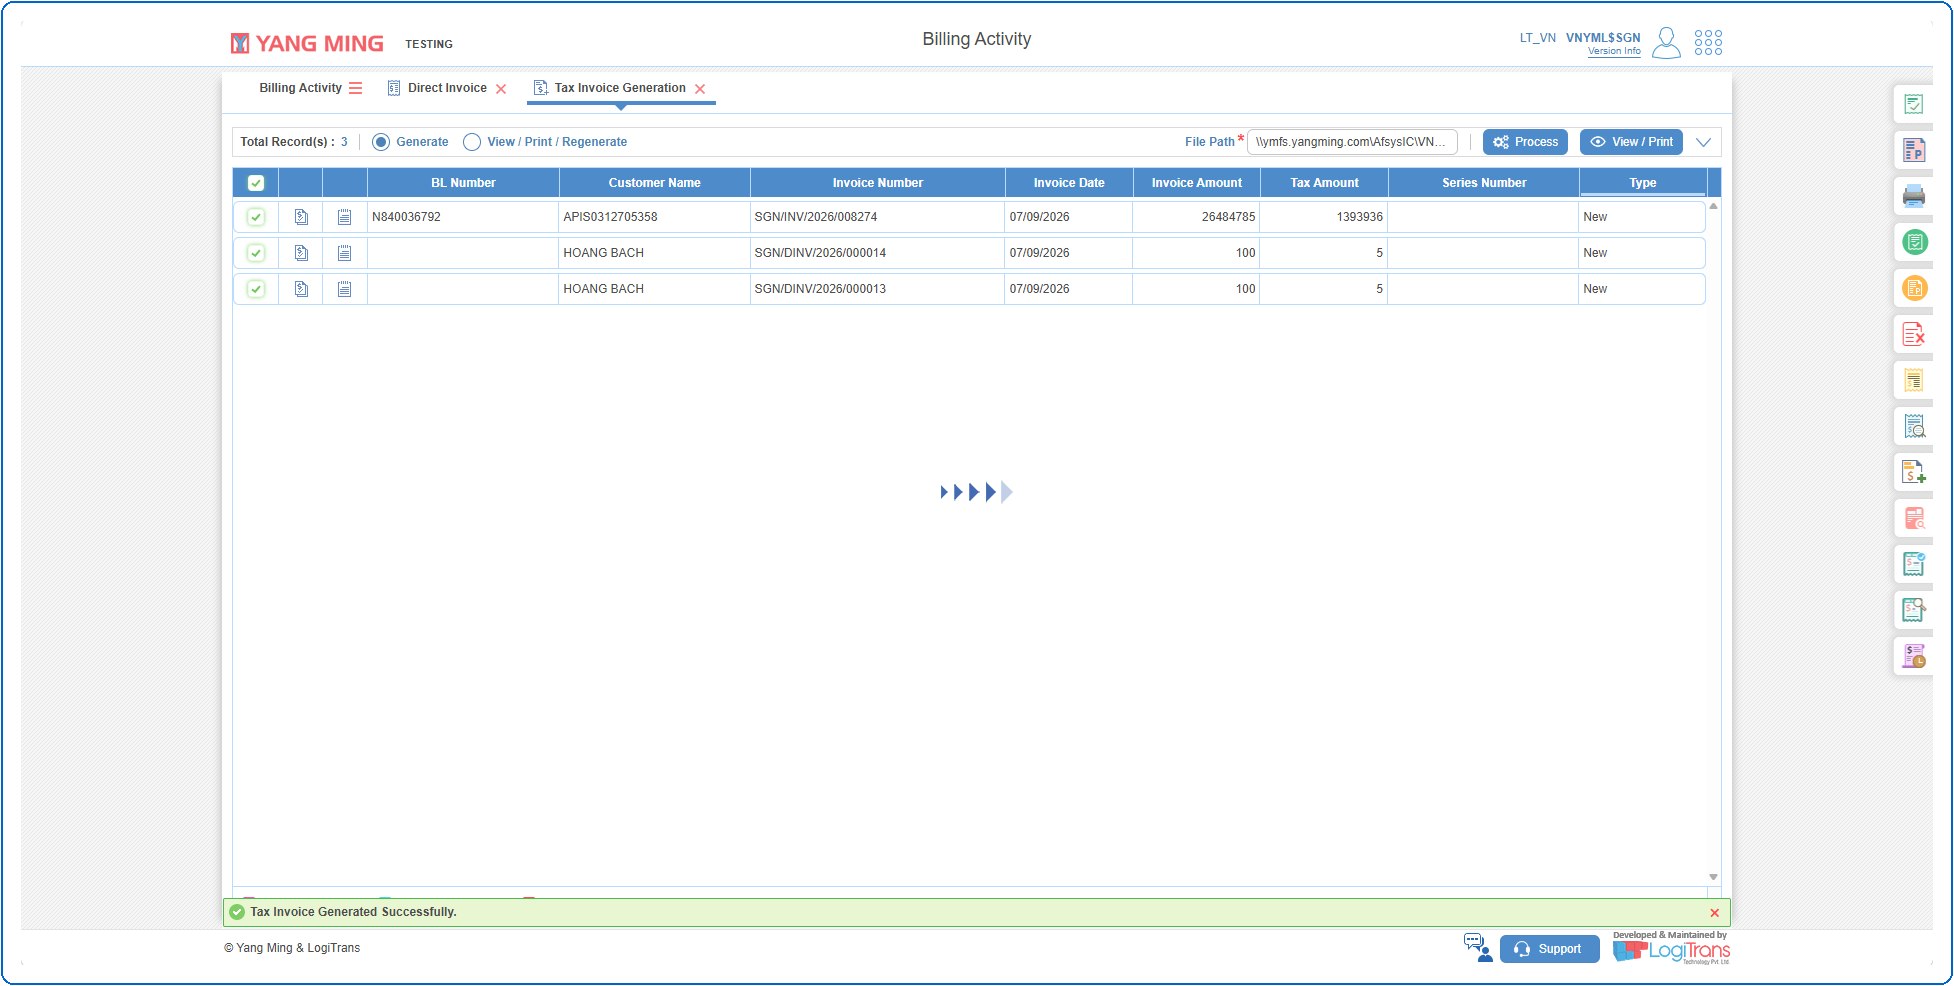 YANG MING TESTING
Billing Activity
LT_VN VNYML$SGN
Version Info
Billing Activity Direct Invoice Tax Invoice Generation
Total Record(s) : 3 Generate View / Print / Regenerate File Path * \\ymfs.yangming.com\AfsysIC\VN... Process View / Print
BL Number Customer Name Invoice Number Invoice Date Invoice Amount Tax Amount Series Number Type
N840036792 APIS0312705358 SGN/INV/2026/008274 07/09/2026 26484785 1393936 New
HOANG BACH SGN/DINV/2026/000014 07/09/2026 100 5 New
HOANG BACH SGN/DINV/2026/000013 07/09/2026 100 5 New
Tax Invoice Generated Successfully.
© Yang Ming & LogiTrans
Support
Developed & Maintained by
LogiTrans
Technology Pvt. Ltd.